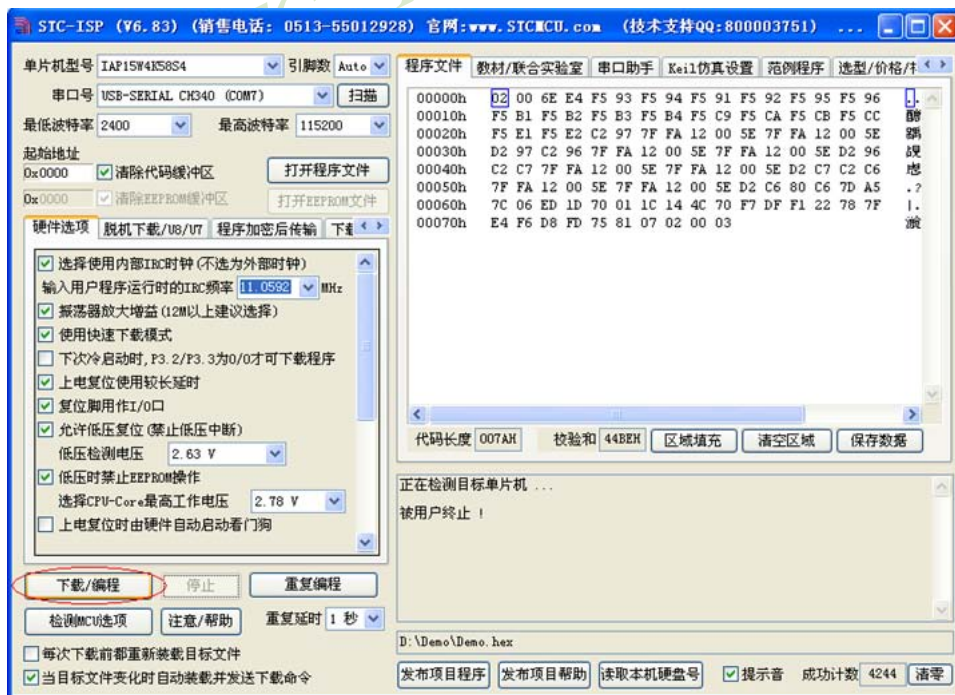 STC-ISP (V6.83) (销售电话: 0513-55012928) 官网:www.STCMCU.com (技术支持QQ:800003751) ...
单片机型号 IAP15W4K58S4 引脚数 Auto
串口号 USB-SERIAL CH340 (COM7) 扫描
最低波特率 2400 最高波特率 115200
起始地址
0x0000 清除代码缓冲区 打开程序文件
0x0000 清除EEPROM缓冲区 打开EEPROM文件
硬件选项 脱机下载/U8/U7 程序加密后传输
选择使用内部IRC时钟(不选为外部时钟)
输入用户程序运行时的IRC频率 11.0592 MHz
振荡器放大增益(12M以上建议选择)
使用快速下载模式
下次冷启动时,P3.2/P3.3为0/0才可下载程序
上电复位使用较长延时
复位脚用作I/O口
允许低压复位(禁止低压中断)
低压检测电压 2.63 V
低压时禁止EEPROM操作
选择CPU-Core最高工作电压 2.78 V
上电复位时由硬件自动启动看门狗
下载/编程 停止 重复编程
检测MCU选项 注意/帮助 重复延时 1 秒
每次下载前都重新装载目标文件
当目标文件变化时自动装载并发送下载命令
程序文件 教材/联合实验室 串口助手 Keil仿真设置 范例程序 选型/价格/
00000h 02 00 6E E4 F5 93 F5 94 F5 91 F5 92 F5 95 F5 96 ..
00010h F5 B1 F5 B2 F5 B3 F5 B4 F5 C9 F5 CA F5 CB F5 CC
00020h F5 E1 F5 E2 C2 97 7F FA 12 00 5E 7F FA 12 00 5E
00030h D2 97 C2 96 7F FA 12 00 5E 7F FA 12 00 5E D2 96
00040h C2 C7 7F FA 12 00 5E 7F FA 12 00 5E D2 C7 C2 C6
00050h 7F FA 12 00 5E 7F FA 12 00 5E D2 C6 80 C6 7D A5 .?
00060h 7C 06 ED 1D 70 01 1C 14 4C 70 F7 DF F1 22 78 7F |.
00070h E4 F6 D8 FD 75 81 07 02 00 03
代码长度 007AH 校验和 44BEH 区域填充 清空区域 保存数据
正在检测目标单片机 ...
被用户终止 !
D:\Demo\Demo.hex
发布项目程序 发布项目帮助 读取本机硬盘号 提示音 成功计数 4244 清零